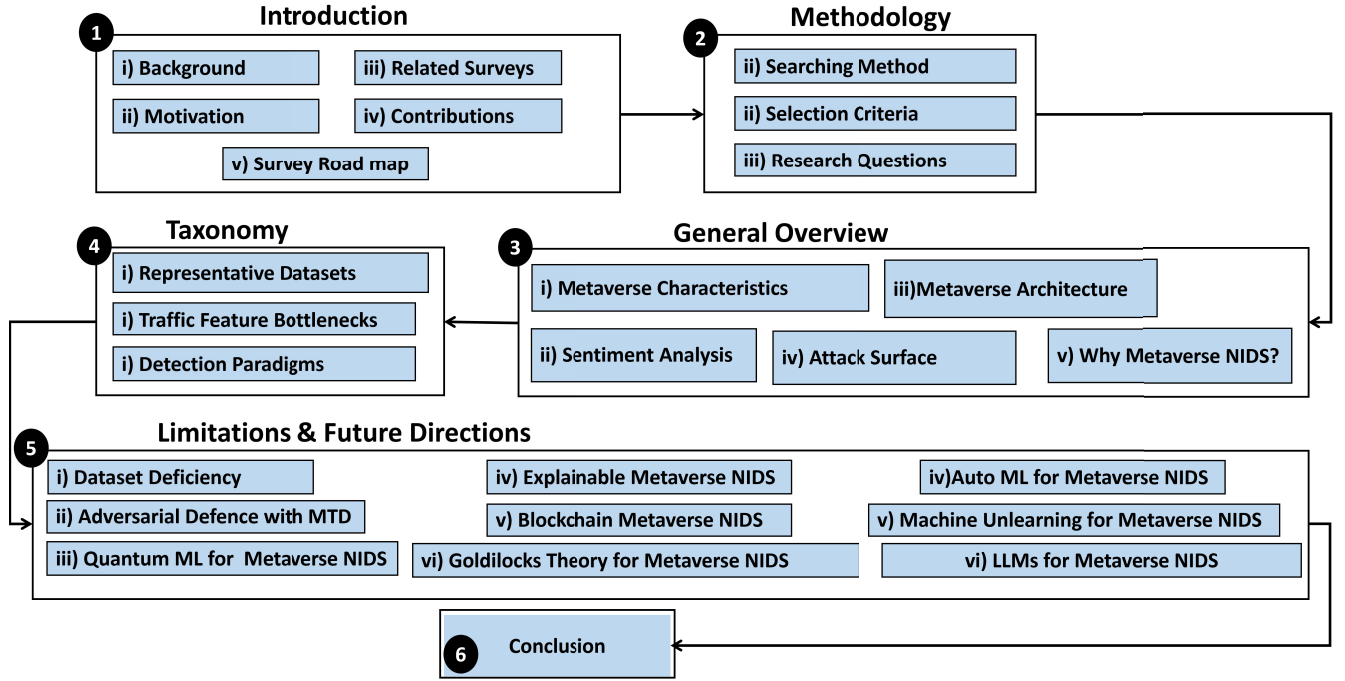 Introduction
1
i) Background
iii) Related Surveys
ii) Motivation
iv) Contributions
v) Survey Road map
Methodology
2
ii) Searching Method
ii) Selection Criteria
iii) Research Questions
General Overview
3
i) Metaverse Characteristics
iii)Metaverse Architecture
ii) Sentiment Analysis
iv) Attack Surface
v) Why Metaverse NIDS?
Taxonomy
4
i) Representative Datasets
i) Traffic Feature Bottlenecks
i) Detection Paradigms
Limitations & Future Directions
5
i) Dataset Deficiency
ii) Adversarial Defence with MTD
iii) Quantum ML for Metaverse NIDS
iv) Explainable Metaverse NIDS
v) Blockchain Metaverse NIDS
vi) Goldilocks Theory for Metaverse NIDS
iv)Auto ML for Metaverse NIDS
v) Machine Unlearning for Metaverse NIDS
vi) LLMs for Metaverse NIDS
6
Conclusion